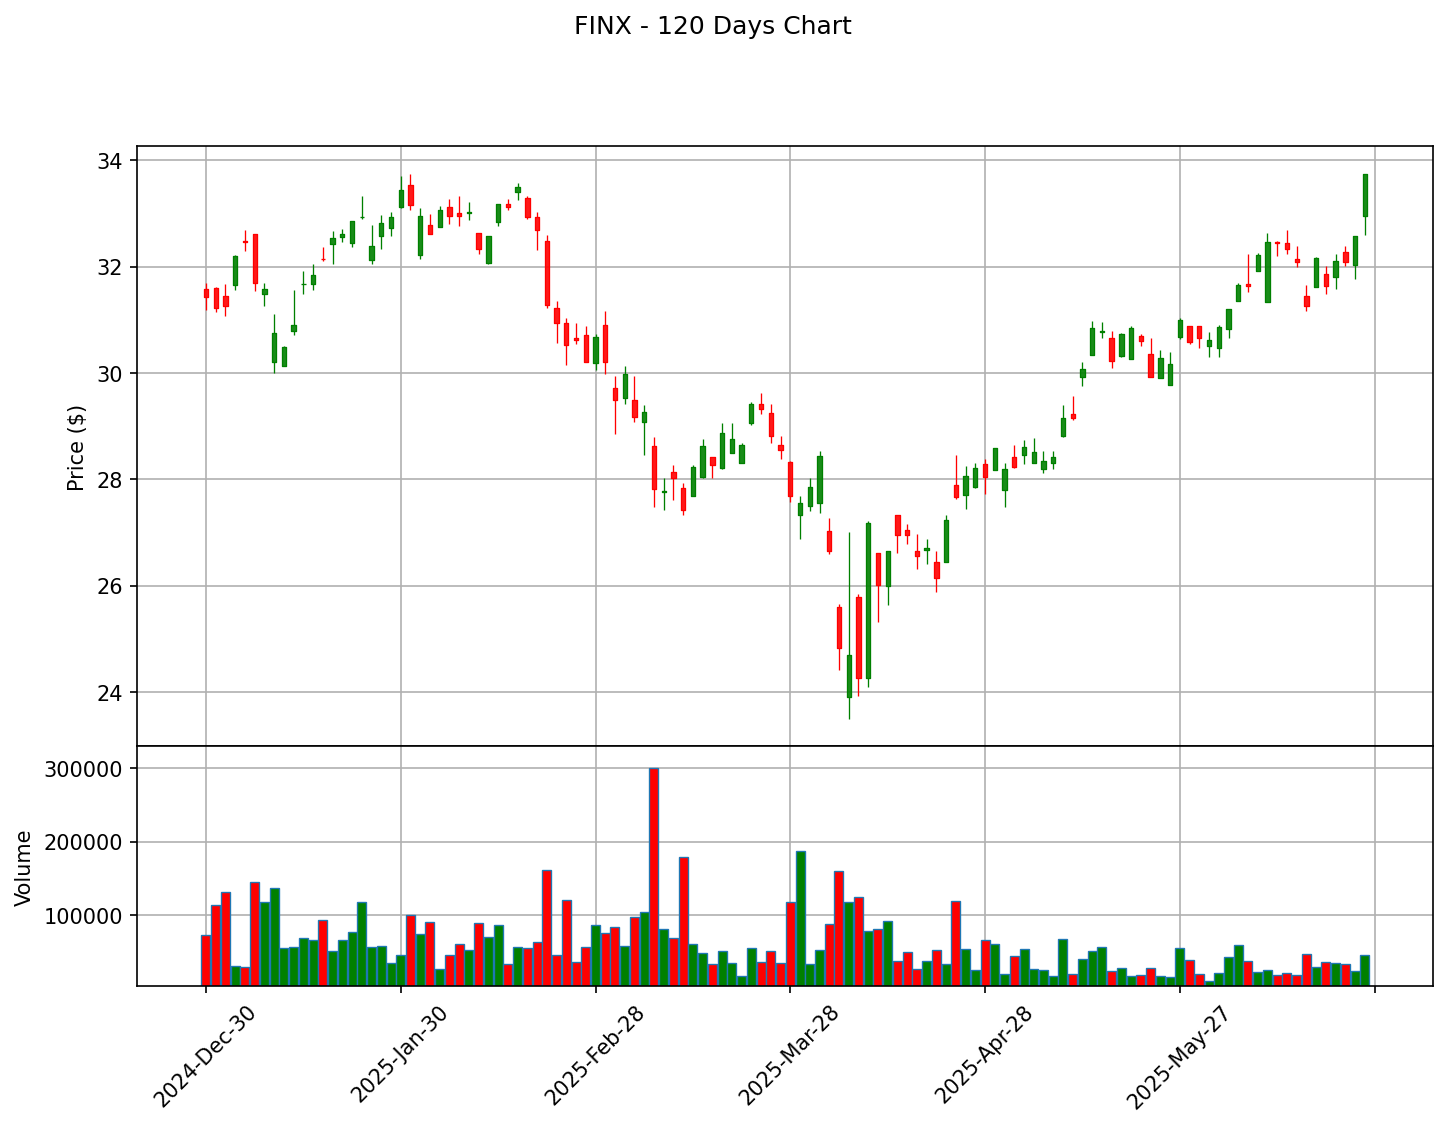 FINX - 120 Days Chart
34
32
30
28
26
24
Price ($)
300000
200000
100000
Volume
2024-Dec-30
2025-Jan-30
2025-Feb-28
2025-Mar-28
2025-Apr-28
2025-May-27